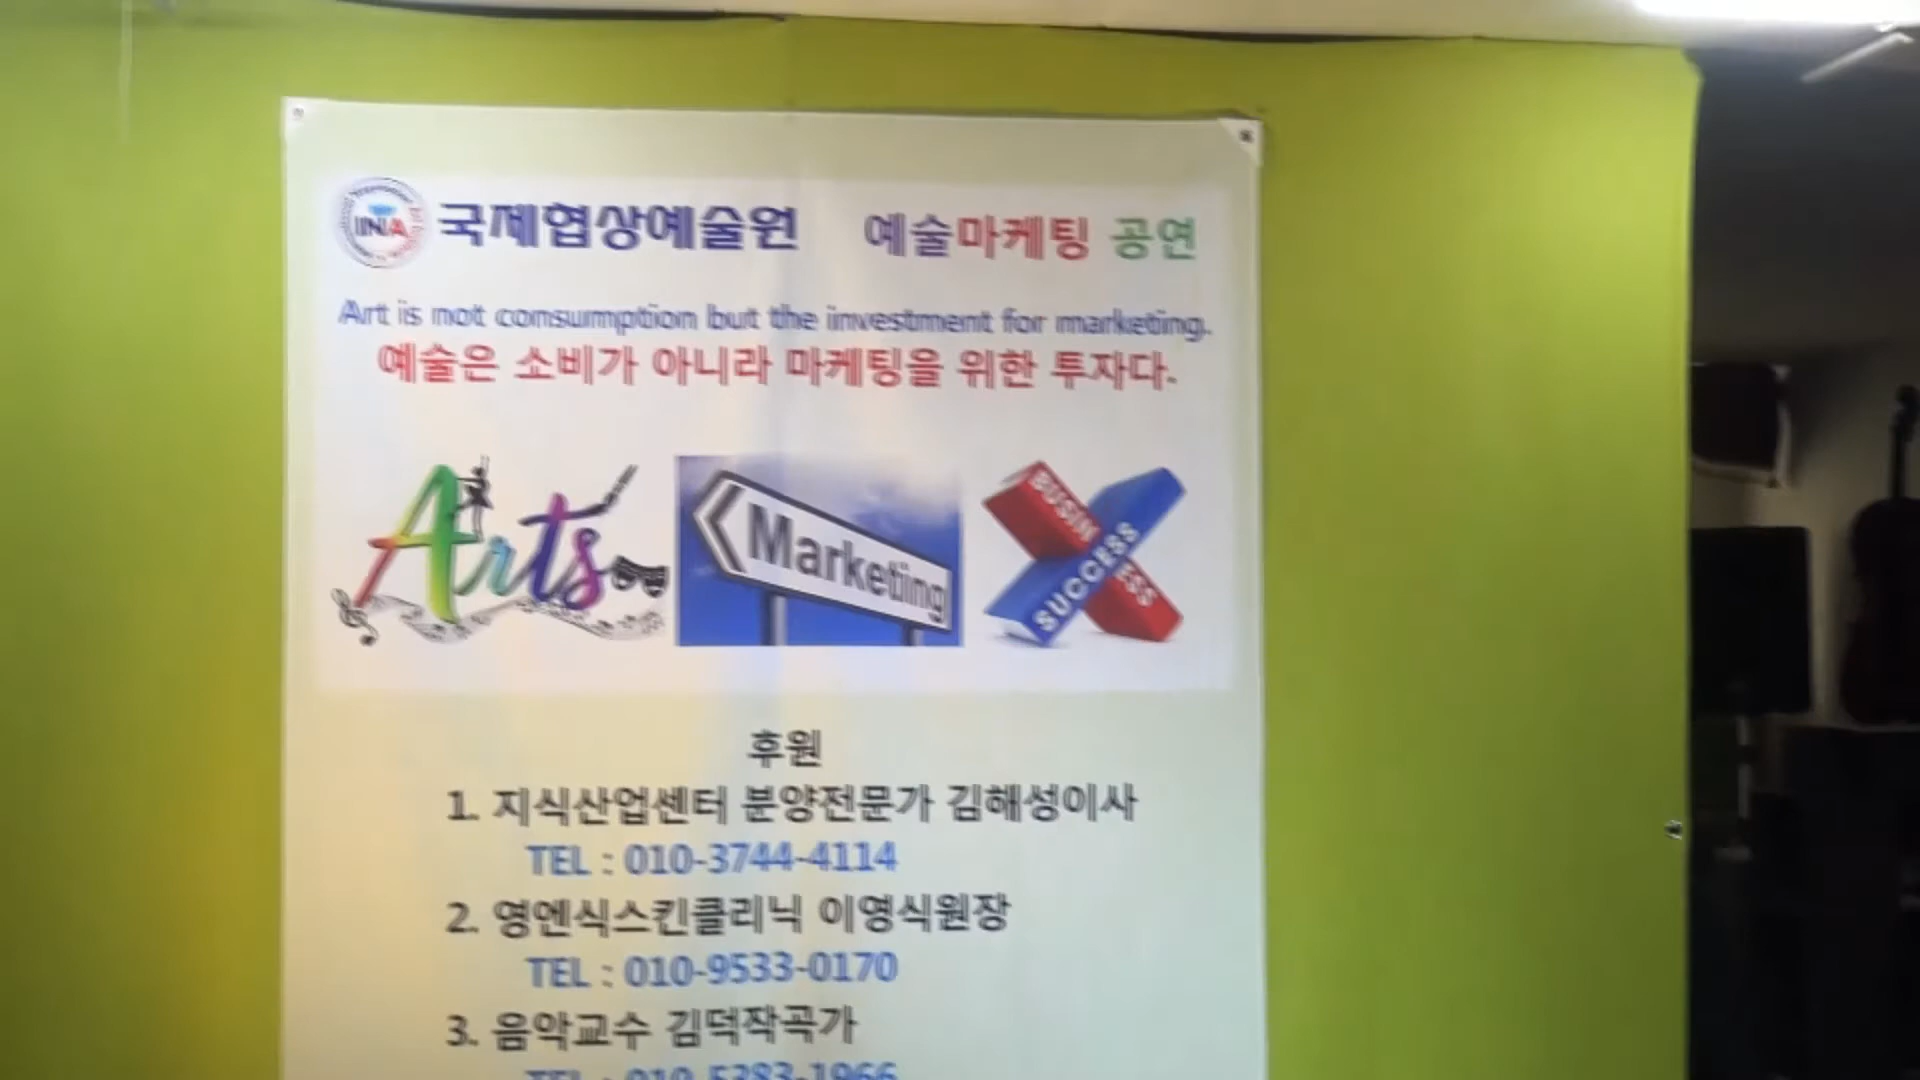 INA 국제협상예술원 예술마케팅 공연
Art is not consumption but the investment for marketing.
예술은 소비가 아니라 마케팅을 위한 투자다.
Arts
Marketing
BUSINESS
SUCCESS
후원
1. 지식산업센터 분양전문가 김해성이사
TEL : 010-3744-4114
2. 영엔식스킨클리닉 이영식원장
TEL : 010-9533-0170
3. 음악교수 김덕작곡가
TEL : 010-5383-1966